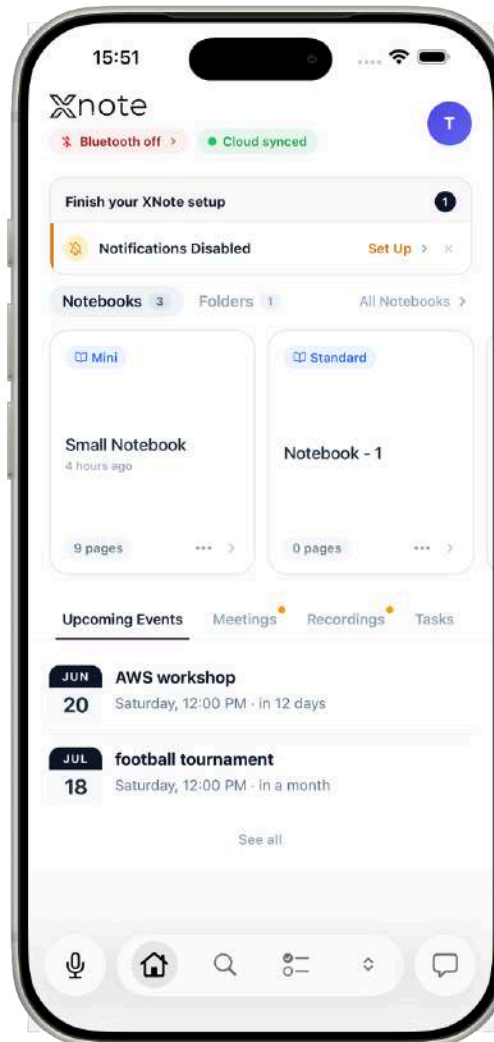 15:51
Xnote
Bluetooth off >
Cloud synced
T
Finish your XNote setup
1
Notifications Disabled
Set Up > ×
Notebooks 3
Folders 1
All Notebooks >
Mini
Small Notebook
4 hours ago
9 pages
Standard
Notebook - 1
0 pages
Upcoming Events
Meetings
Recordings
Tasks
JUN
20
AWS workshop
Saturday, 12:00 PM · in 12 days
JUL
18
football tournament
Saturday, 12:00 PM · in a month
See all